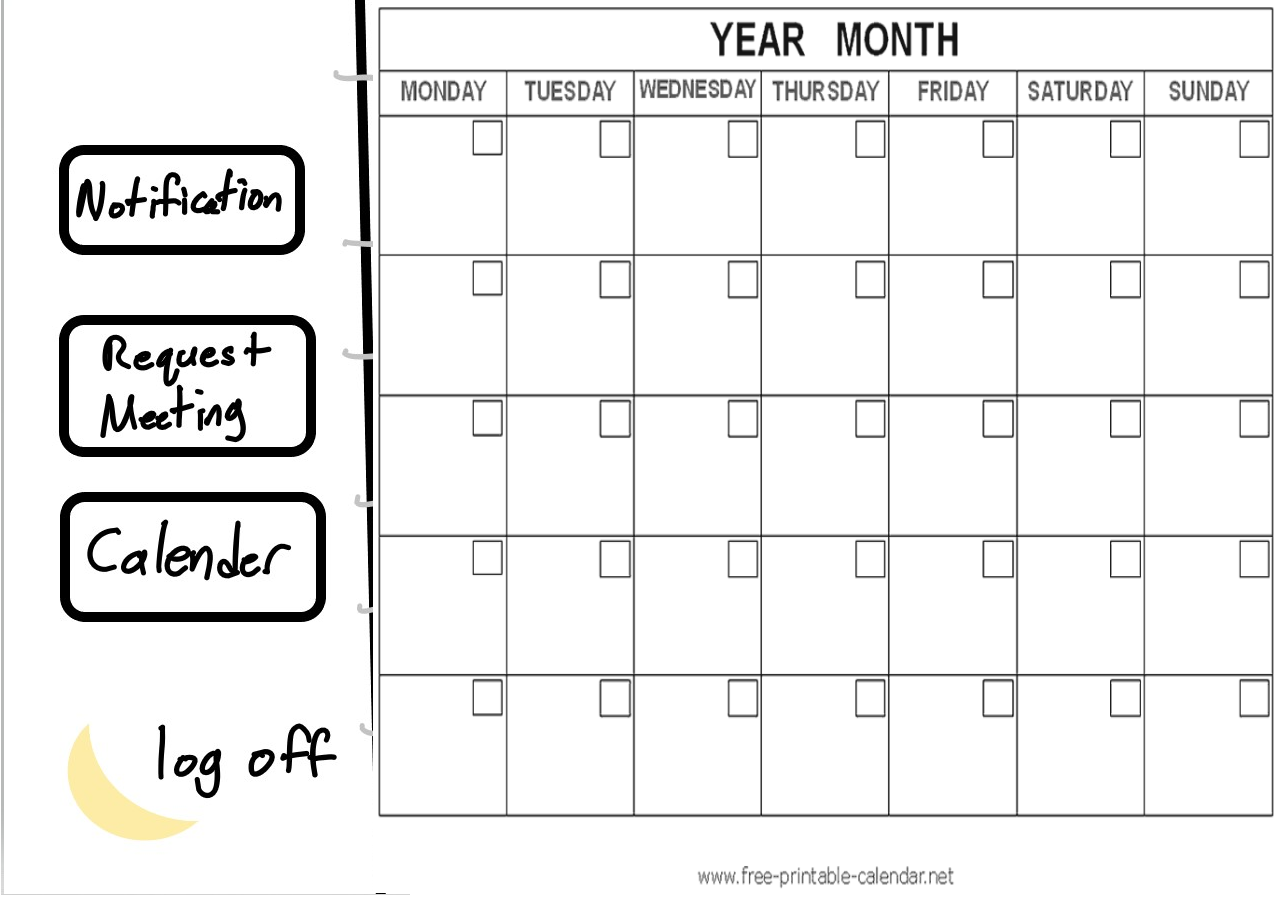 Notification
Request
Meeting
Calender
log off
YEAR MONTH
MONDAY TUESDAY WEDNESDAY THURSDAY FRIDAY SATURDAY SUNDAY
www.free-printable-calendar.net